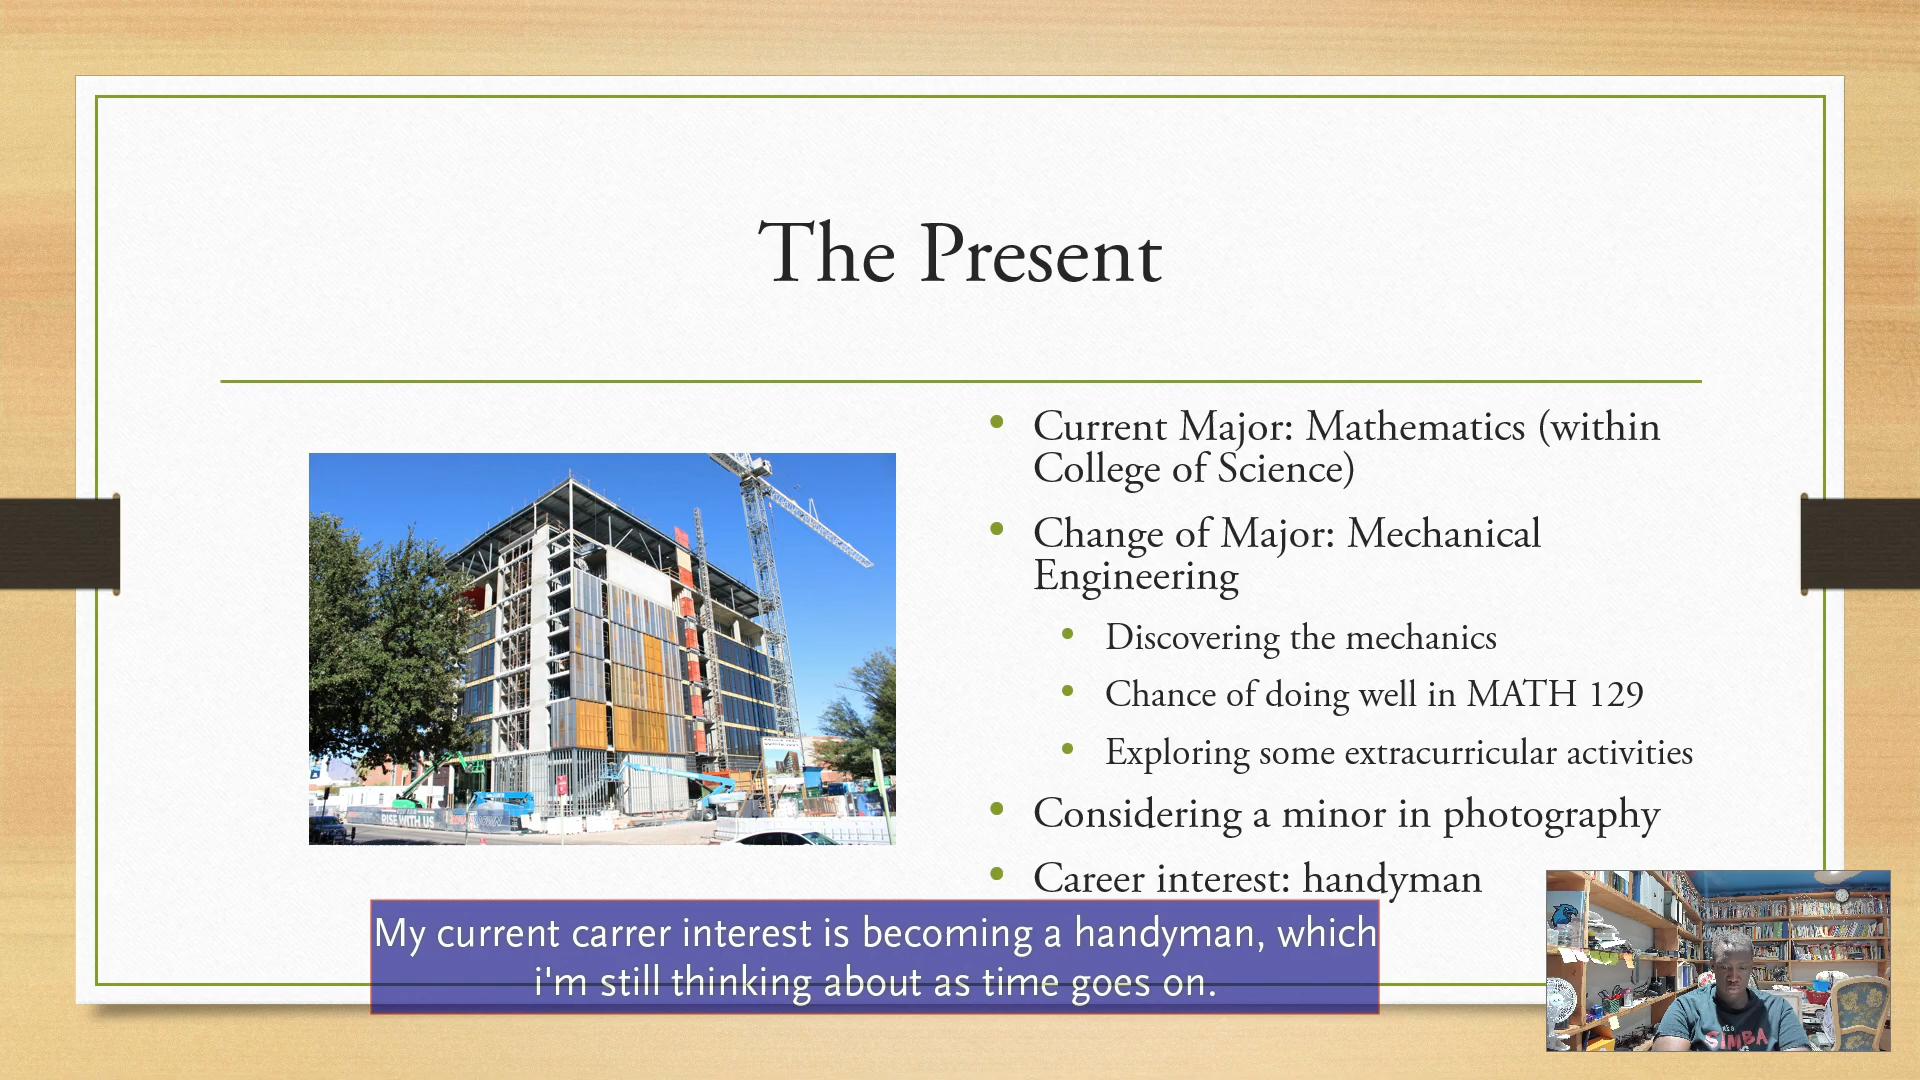 The Present
Current Major: Mathematics (within
College of Science)
Change of Major: Mechanical
Engineering
Discovering the mechanics
Chance of doing well in MATH 129
Exploring some extracurricular activities
Considering a minor in photography
Career interest: handyman
RISE WITH US
My current carrer interest is becoming a handyman, which
i'm still thinking about as time goes on.
SIMBA